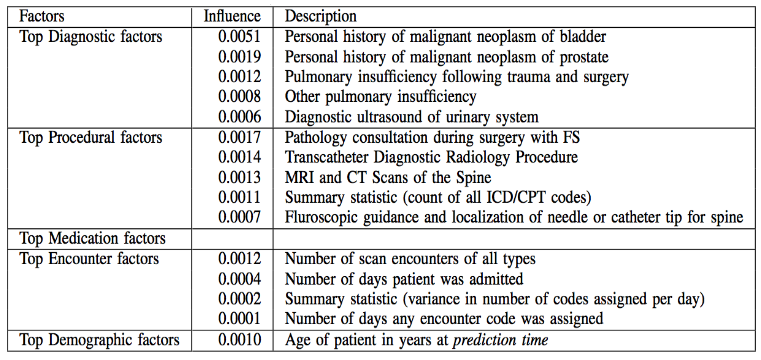 Factors Influence Description
Top Diagnostic factors 0.0051 Personal history of malignant neoplasm of bladder
0.0019 Personal history of malignant neoplasm of prostate
0.0012 Pulmonary insufficiency following trauma and surgery
0.0008 Other pulmonary insufficiency
0.0006 Diagnostic ultrasound of urinary system
Top Procedural factors 0.0017 Pathology consultation during surgery with FS
0.0014 Transcatheter Diagnostic Radiology Procedure
0.0013 MRI and CT Scans of the Spine
0.0011 Summary statistic (count of all ICD/CPT codes)
0.0007 Fluroscopic guidance and localization of needle or catheter tip for spine
Top Medication factors
Top Encounter factors 0.0012 Number of scan encounters of all types
0.0004 Number of days patient was admitted
0.0002 Summary statistic (variance in number of codes assigned per day)
0.0001 Number of days any encounter code was assigned
Top Demographic factors 0.0010 Age of patient in years at prediction time